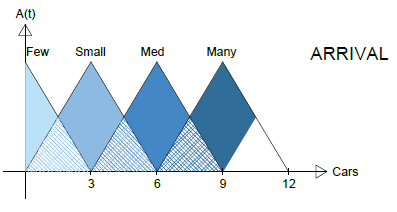 A(t)
Few Small Med Many ARRIVAL
Cars
3 6 9 12